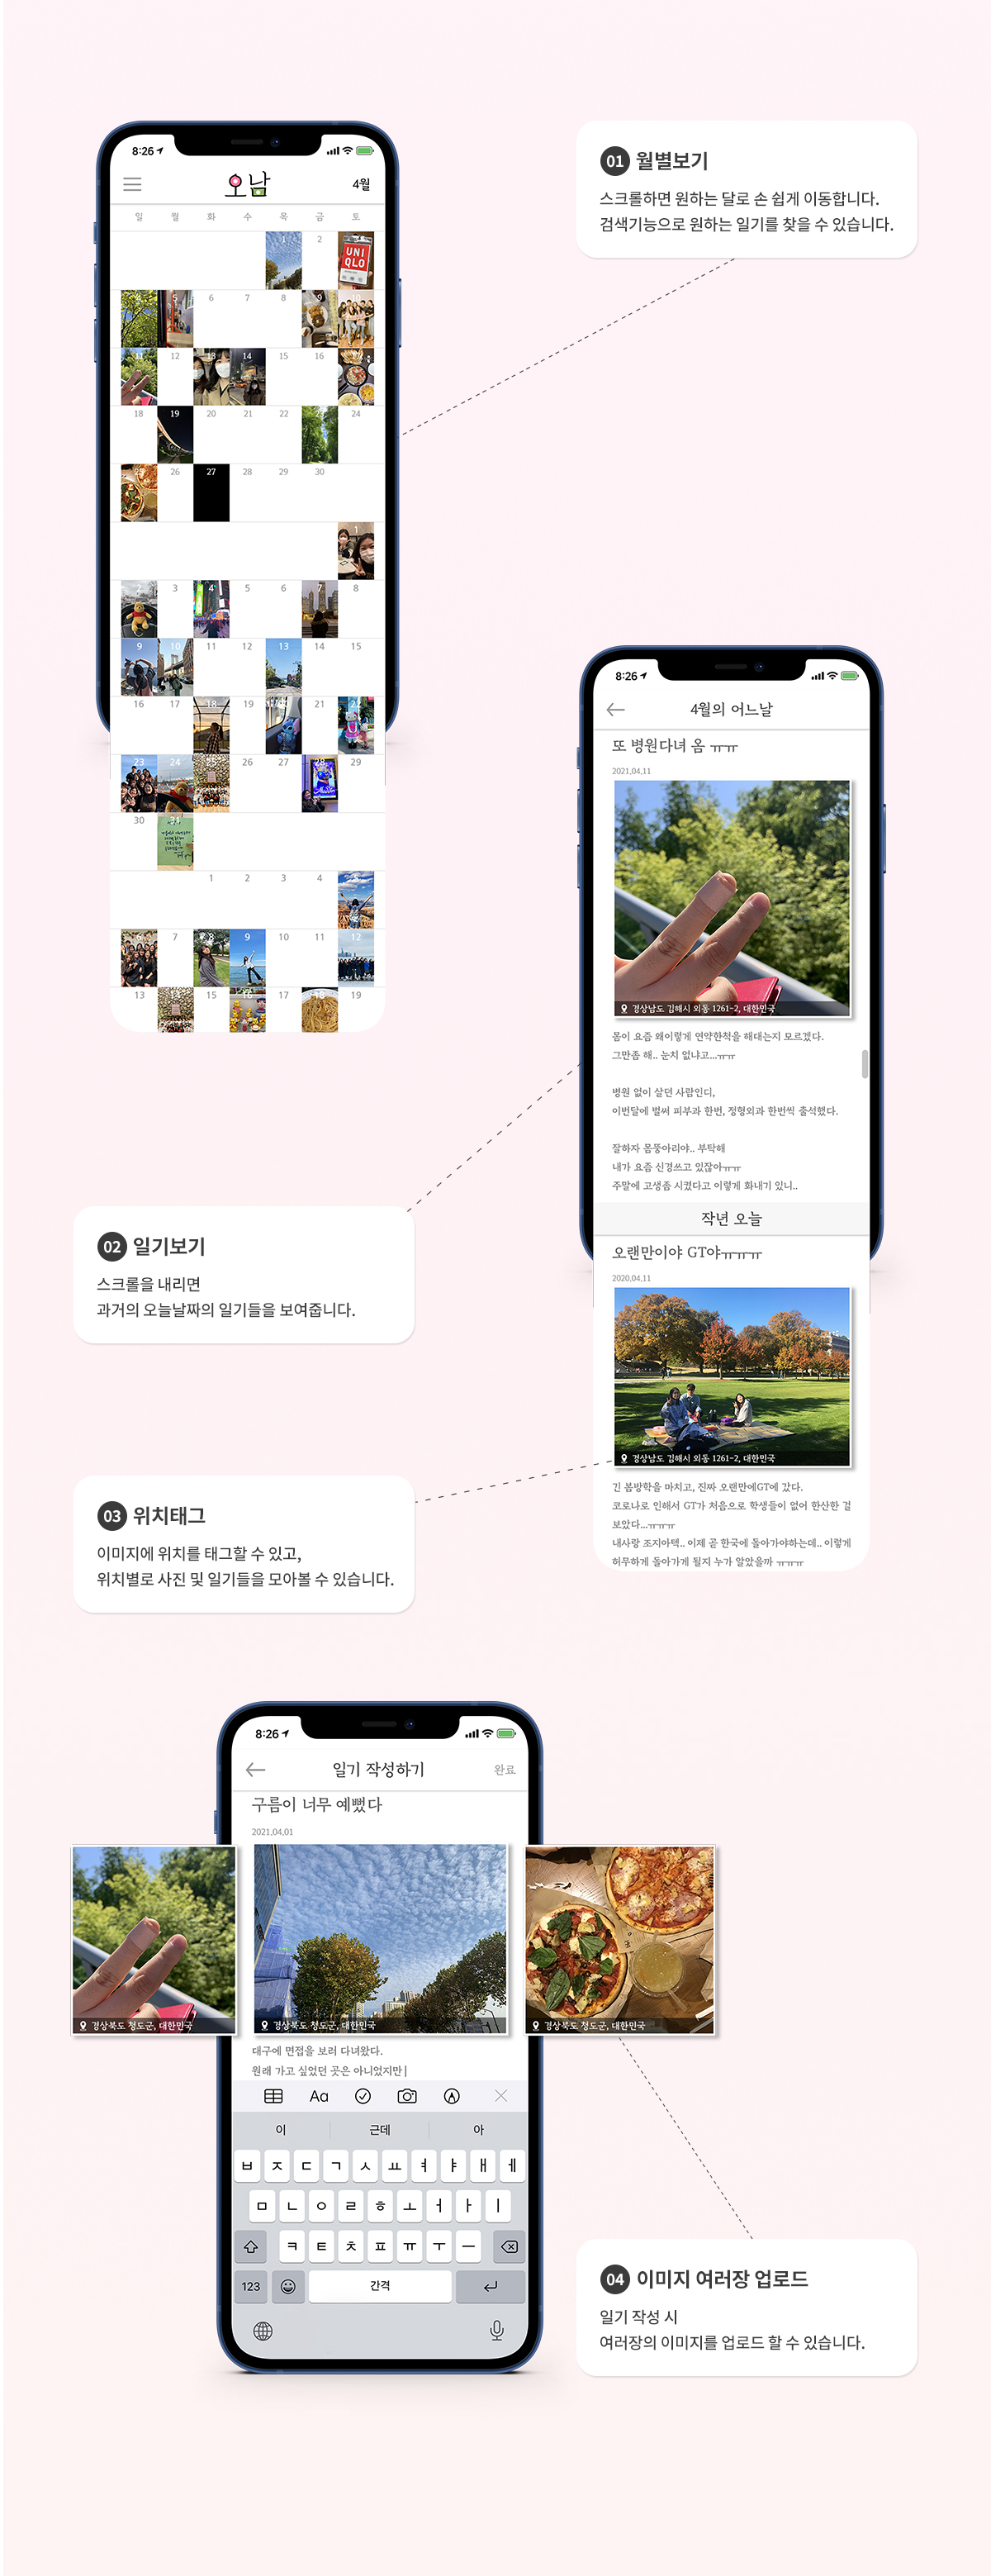 8:26
오남
4월
일 월 화 수 목 금 토
1 2 3
4 5 6 7 8 9 10
11 12 13 14 15 16 17
18 19 20 21 22 23 24
25 26 27 28 29 30
1
2 3 4 5 6 7 8
9 10 11 12 13 14 15
16 17 18 19 20 21 22
23 24 25 26 27 28 29
30 31
1 2 3 4 5
6 7 8 9 10 11 12
13 14 15 16 17 18 19
UNI
QLO
01 월별보기
스크롤하면 원하는 달로 손 쉽게 이동합니다.
검색기능으로 원하는 일기를 찾을 수 있습니다.
8:26
4월의 어느날
또 병원다녀 옴 ㅠㅠ
2021.04.11
경상남도 김해시 외동 1261-2, 대한민국
몸이 요즘 왜이렇게 연약한척을 해대는지 모르겠다.
그만좀 해.. 눈치 없냐고...ㅠㅠ
병원 없이 살던 사람인디,
이번달에 벌써 피부과 한번, 정형외과 한번씩 출석했다.
잘하자 몸뚱아리야.. 부탁해
내가 요즘 신경쓰고 있잖아ㅠㅠ
주말에 고생좀 시켰다고 이렇게 화내기 있니..
작년 오늘
오랜만이야 GT야ㅠㅠㅠ
2020.04.11
경상남도 김해시 외동 1261-2, 대한민국
긴 봄방학을 마치고, 진짜 오랜만에GT에 갔다.
코로나로 인해서 GT가 처음으로 학생들이 없어 한산한 걸
보았다...ㅠㅠㅠ
내사랑 조지아텍.. 이제 곧 한국에 돌아가야하는데.. 이렇게
허무하게 돌아가게 될지 누가 알았을까 ㅠㅠㅠ
02 일기보기
스크롤을 내리면
과거의 오늘날짜의 일기들을 보여줍니다.
03 위치태그
이미지에 위치를 태그할 수 있고,
위치별로 사진 및 일기들을 모아볼 수 있습니다.
8:26
일기 작성하기
완료
구름이 너무 예뻤다
2021.04.01
경상북도 청도군, 대한민국
경상북도 청도군, 대한민국
경상북도 청도군, 대한민국
대구에 면접을 보러 다녀왔다.
원래 가고 싶었던 곳은 아니었지만
Aa
이 근데 아
ㅂ ㅈ ㄷ ㄱ ㅅ ㅛ ㅕ ㅑ ㅐ ㅔ
ㅁ ㄴ ㅇ ㄹ ㅎ ㅗ ㅓ ㅏ ㅣ
ㅋ ㅌ ㅊ ㅍ ㅠ ㅜ ㅡ
123 간격
04 이미지 여러장 업로드
일기 작성 시
여러장의 이미지를 업로드 할 수 있습니다.